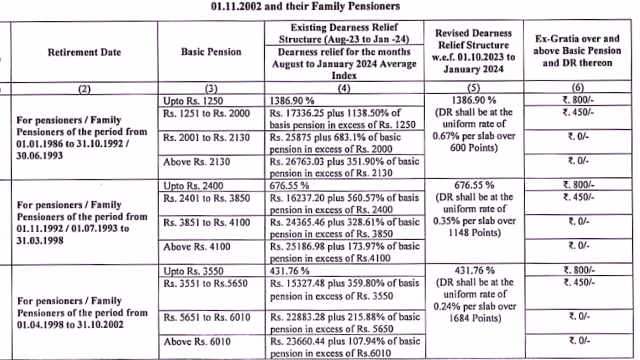 01.11.2002 and their Family Pensioners
Retirement Date
Basic Pension
Existing Dearness Relief
Structure (Aug-23 to Jan -24)
Dearness relief for the months
August to January 2024 Average
Index
Revised Dearness
Relief Structure
w.e.f. 01.10.2023 to
January 2024
Ex-Gratia over and
above Basic Pension
and DR thereon
(2)
(3)
(4)
(5)
(6)
For pensioners / Family
Pensioners of the period from
01.01.1986 to 31.10.1992 /
30.06.1993
Upto Rs. 1250
1386.90 %
Rs. 1251 to Rs. 2000
Rs. 17336.25 plus 1138.50% of
basis pension in excess of Rs. 1250
Rs. 2001 to Rs. 2130
Rs. 25875 plus 683.1% of basic
pension in excess of Rs. 2000
Above Rs. 2130
Rs. 26763.03 plus 351.90% of basic
pension in excess of Rs. 2130
1386.90 %
(DR shall be at the
uniform rate of
0.67% per slab over
600 Points)
₹. 800/-
₹. 450/-
₹. 0/-
₹. 0/-
For pensioners / Family
Pensioners of the period from
01.11.1992 / 01.07.1993 to
31.03.1998
Upto Rs. 2400
676.55 %
Rs. 2401 to Rs. 3850
Rs. 16237.20 plus 560.57% of basis
pension in excess of Rs. 2400
Rs. 3851 to Rs. 4100
Rs. 24365.46 plus 328.61% of basic
pension in excess of Rs. 3850
Above Rs. 4100
Rs. 25186.98 plus 173.97% of basic
pension in excess of Rs.4100
676.55 %
(DR shall be at the
uniform rate of
0.35% per slab over
1148 Points)
₹. 800/-
₹. 450/-
₹. 0/-
₹. 0/-
For pensioners / Family
Pensioners of the period from
01.04.1998 to 31.10.2002
Upto Rs. 3550
431.76 %
Rs. 3551 to Rs.5650
Rs. 15327.48 plus 359.80% of basis
pension in excess of Rs. 3550
Rs. 5651 to Rs. 6010
Rs. 22883.28 plus 215.88% of basic
pension in excess of Rs. 5650
Above Rs. 6010
Rs. 23660.44 plus 107.94% of basic
pension in excess of Rs.6010
431.76 %
(DR shall be at the
uniform rate of
0.24% per slab over
1684 Points)
₹. 800/-
₹. 450/-
₹. 0/-
₹. 0/-